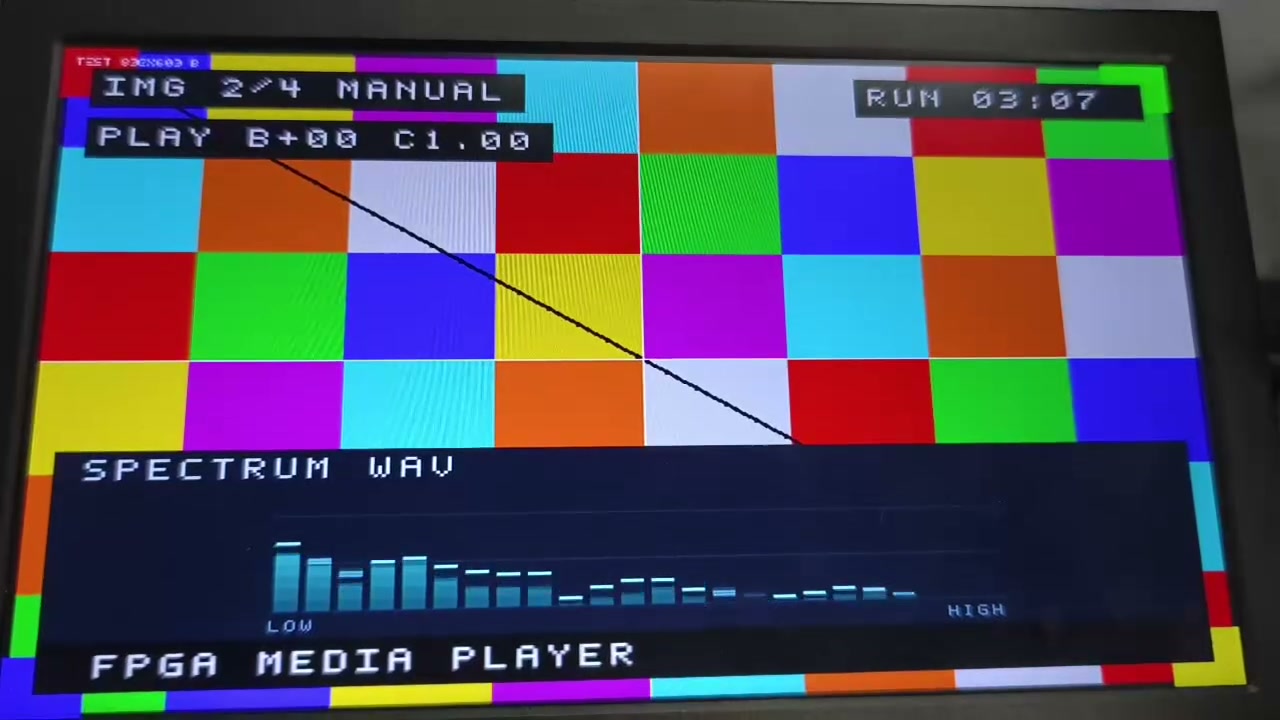 IMG 2/4 MANUAL
RUN 03:07
PLAY B+00 C1.00
SPECTRUM WAV
LOW
HIGH
FPGA MEDIA PLAYER